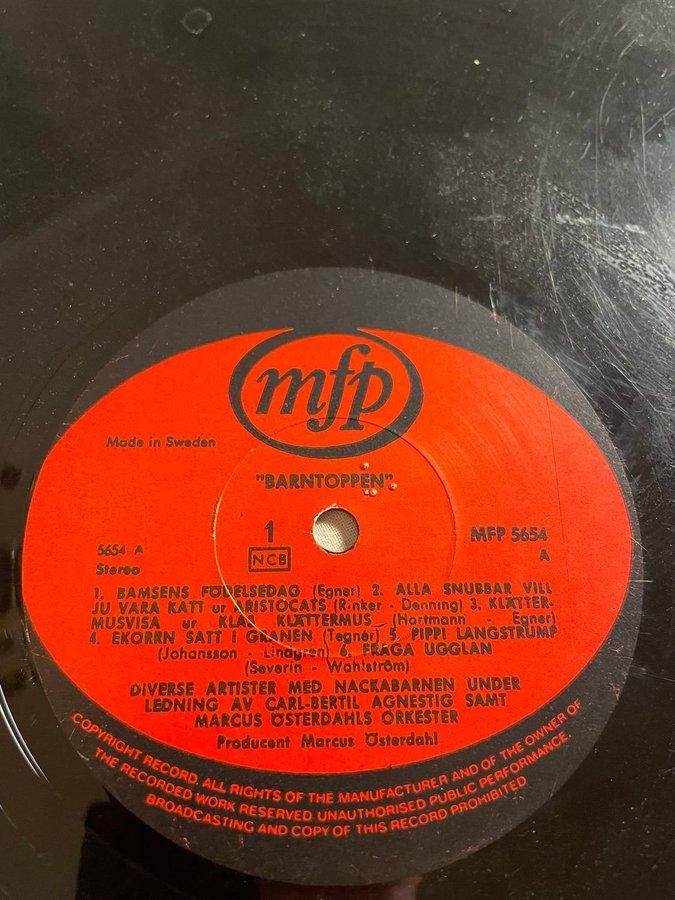 mfp
Made in Sweden
"BARNTOPPEN"
1
NCB
5654 A
Stereo
MFP 5654
A
1. BAMSENS FÖDELSEDAG (Egner) 2. ALLA SNUBBAR VILL
JU VARA KATT ur ARISTOCATS (Rinker - Denning) 3. KLÄTTER-
MUSVISA ur KLAS KLÄTTERMUS (Hartmann - Egner)
4. EKORRN SATT I GRANEN (Tegnér) 5. PIPPI LÅNGSTRUMP
(Johansson - Lindgren) 6. FRÅGA UGGLAN
(Severin - Wahlström)
DIVERSE ARTISTER MED NACKABARNEN UNDER
LEDNING AV CARL-BERTIL AGNESTIG SAMT
MARCUS ÖSTERDAHLS ORKESTER
Producent Marcus Österdahl
COPYRIGHT RECORD. ALL RIGHTS OF THE MANUFACTURER AND OF THE OWNER OF
THE RECORDED WORK RESERVED UNAUTHORISED PUBLIC PERFORMANCE.
BROADCASTING AND COPY OF THIS RECORD PROHIBITED